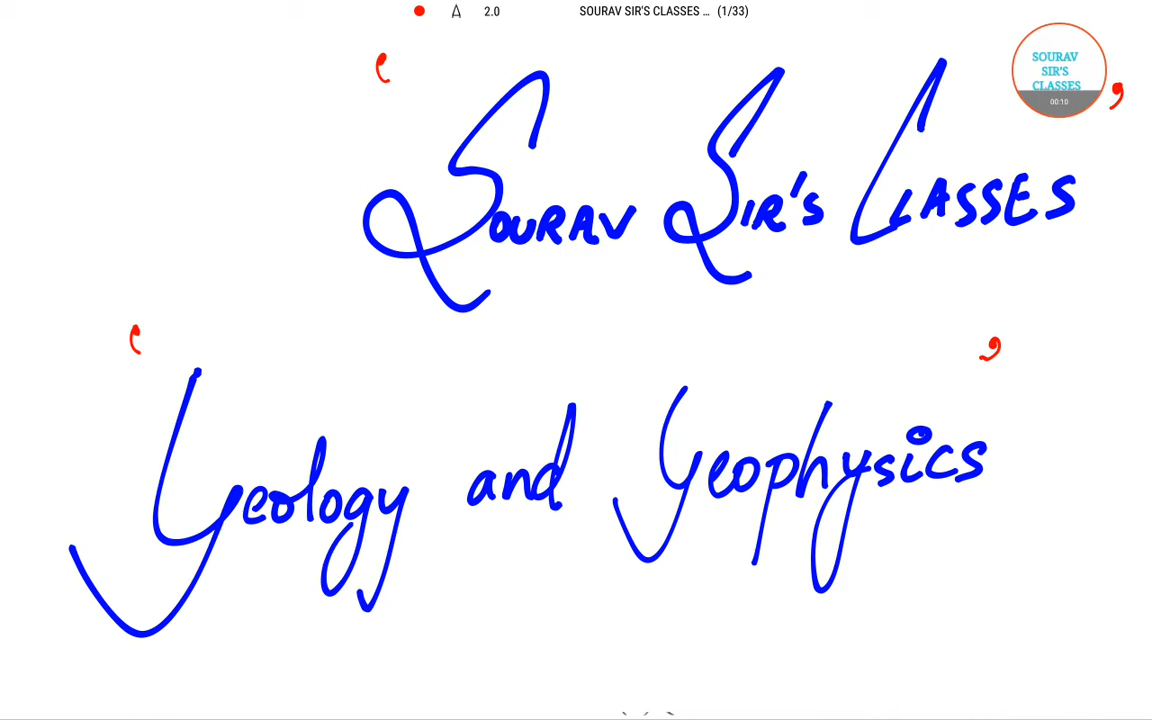 2.0 SOURAV SIR'S CLASSES ... (1/33)
SOURAV
SIR'S
CLASSES
00:10
‘SOURAV SIR'S CLASSES’
‘Geology and Geophysics’